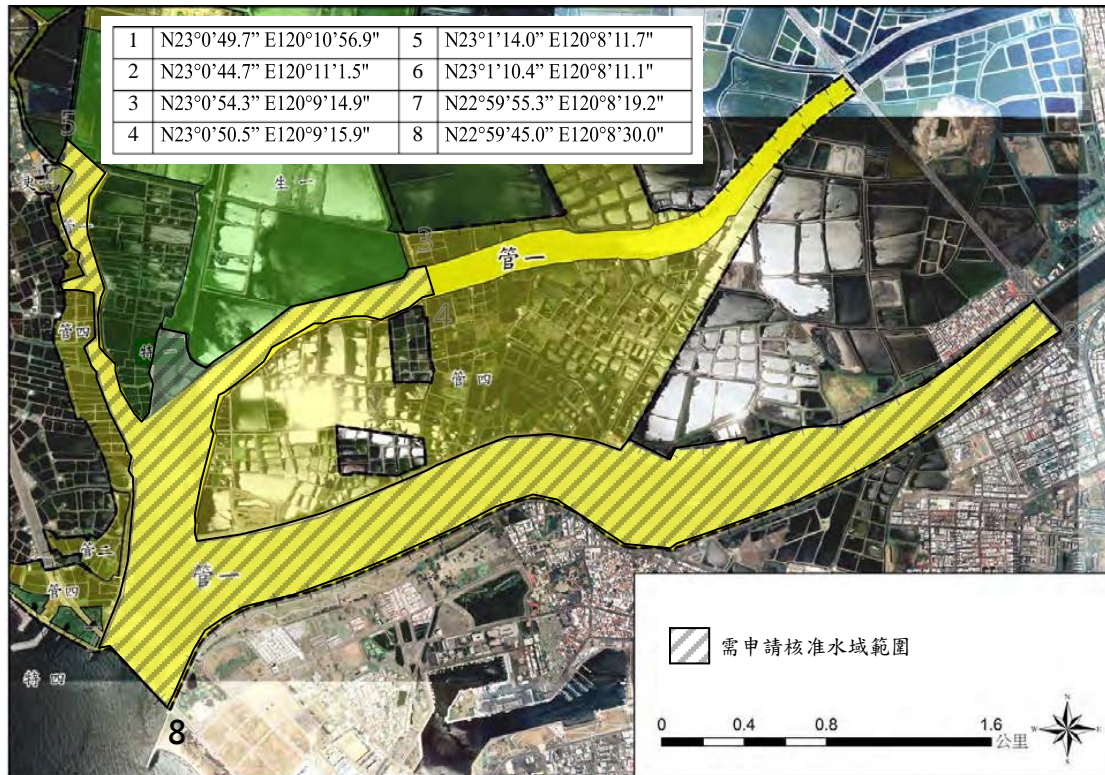 1 N23°0'49.7” E120°10'56.9" 5 N23°1'14.0” E120°8'11.7"
2 N23°0'44.7” E120°11'1.5" 6 N23°1'10.4” E120°8'11.1"
3 N23°0'54.3” E120°9'14.9" 7 N22°59'55.3” E120°8'19.2"
4 N23°0'50.5” E120°9'15.9" 8 N22°59'45.0” E120°8'30.0"
5
生一
管一
3
管一
4
管四
特一
管四
2
管二
管一
管四
特四
8
需申請核准水域範圍
0 0.4 0.8 1.6
公里
N
W E
S